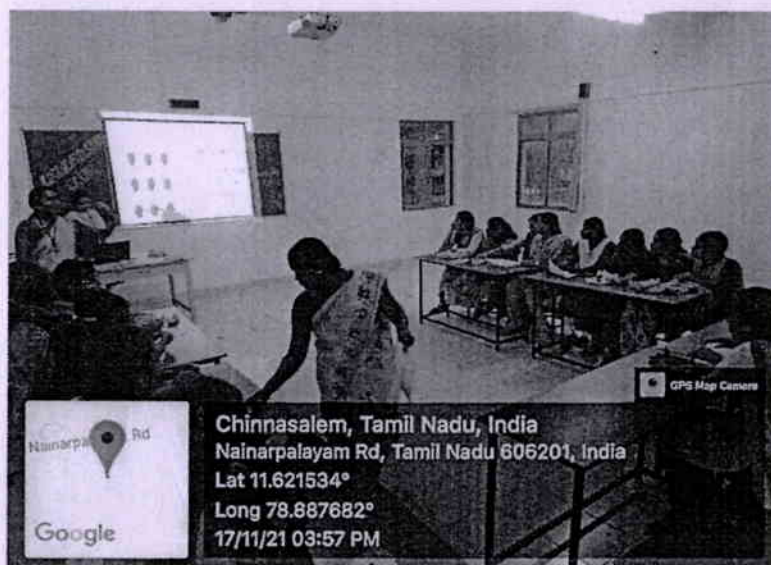 GPS Map Camera
Nainarpa Rd
Google
Chinnasalem, Tamil Nadu, India
Nainarpalayam Rd, Tamil Nadu 606201, India
Lat 11.621534°
Long 78.887682°
17/11/21 03:57 PM